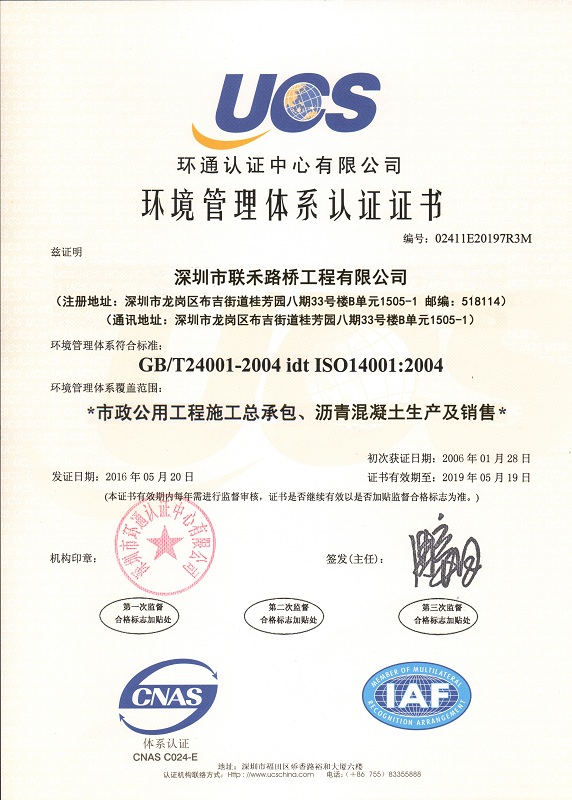 UCS
环通认证中心有限公司
环境管理体系认证证书
编号：02411E20197R3M
兹证明
深圳市联禾路桥工程有限公司
（注册地址：深圳市龙岗区布吉街道桂芳园八期33号楼B单元1505-1 邮编：518114）
（通讯地址：深圳市龙岗区布吉街道桂芳园八期33号楼B单元1505-1）
环境管理体系符合标准：
GB/T24001-2004 idt ISO14001:2004
环境管理体系覆盖范围：
*市政公用工程施工总承包、沥青混凝土生产及销售*
初次获证日期：2006 年 01 月 28 日
发证日期：2016 年 05 月 20 日
证书有效期至：2019 年 05 月 19 日
(本证书有效期内每年需进行监督审核，证书是否继续有效以是否加贴监督合格标志为准。)
深圳市环通认证中心有限公司
机构印章：
签发(主任)：
第一次监督
合格标志加贴处
第二次监督
合格标志加贴处
第三次监督
合格标志加贴处
CNAS
体系认证
CNAS C024-E
MEMBER OF MULTILATERAL
IAF
RECOGNITION ARRANGEMENT
地址：深圳市福田区侨香路裕和大厦六楼
认证机构联络方式：Http：//www.ucschina.com 电话：(+86 755) 83355888